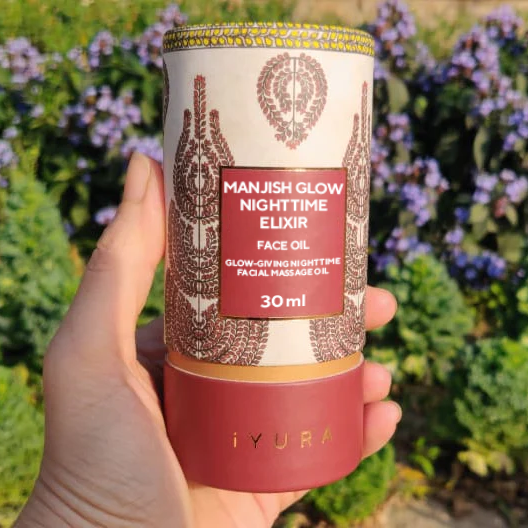 MANJISH GLOW
NIGHTTIME
ELIXIR
FACE OIL
GLOW-GIVING NIGHTTIME
FACIAL MASSAGE OIL
30 ml
iYURA